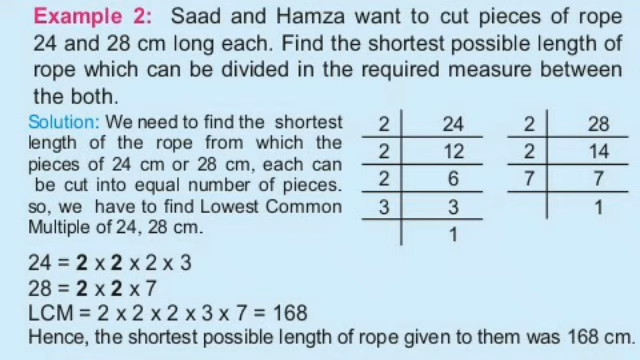 Example 2: Saad and Hamza want to cut pieces of rope
24 and 28 cm long each. Find the shortest possible length of
rope which can be divided in the required measure between
the both.
Solution: We need to find the shortest
length of the rope from which the
pieces of 24 cm or 28 cm, each can
be cut into equal number of pieces.
so, we have to find Lowest Common
Multiple of 24, 28 cm.
2 24
2 12
2 6
3 3
1
2 28
2 14
7 7
1
24 = 2 x 2 x 2 x 3
28 = 2 x 2 x 7
LCM = 2 x 2 x 2 x 3 x 7 = 168
Hence, the shortest possible length of rope given to them was 168 cm.